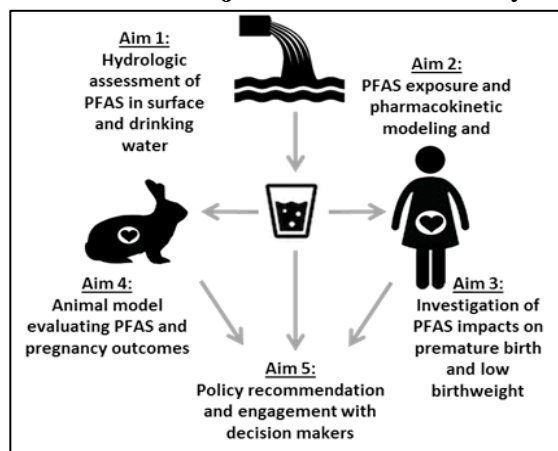 Aim 1:
Hydrologic
assessment of
PFAS in surface
and drinking
water
Aim 2:
PFAS exposure and
pharmacokinetic
modeling and
Aim 4:
Animal model
evaluating PFAS and
pregnancy outcomes
Aim 3:
Investigation of
PFAS impacts on
premature birth
and low
birthweight
Aim 5:
Policy recommendation
and engagement with
decision makers